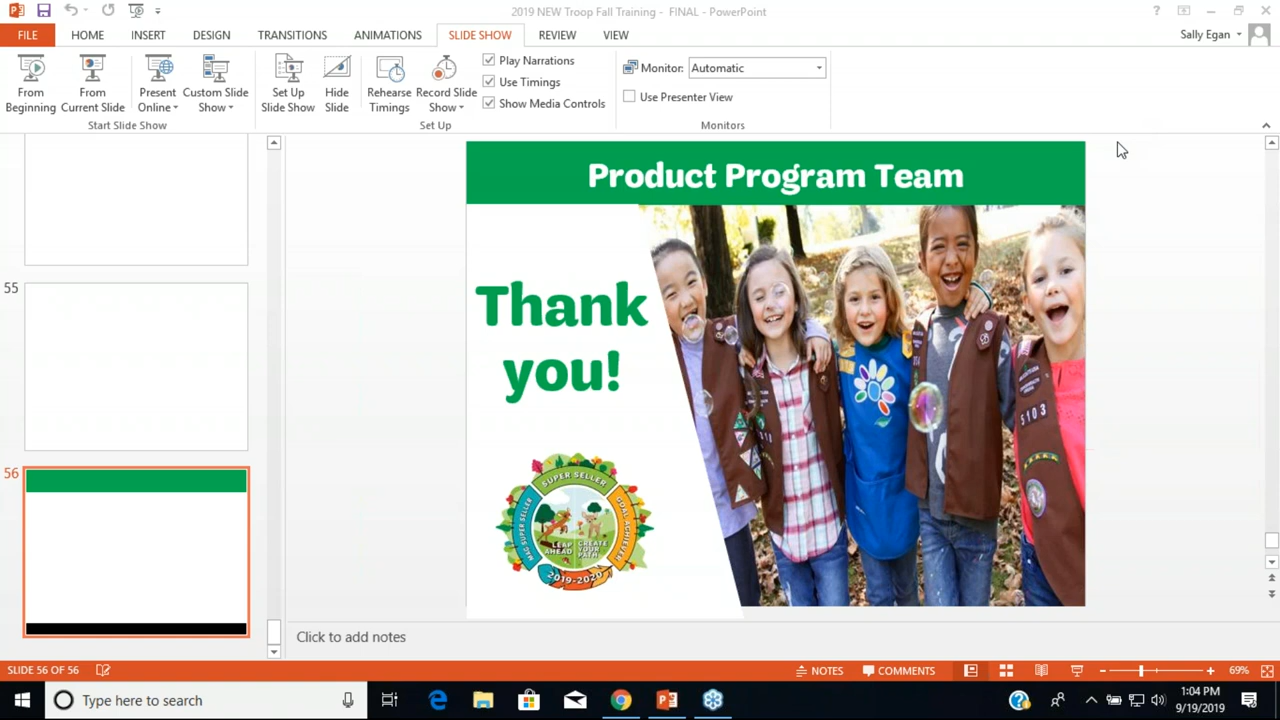 2019 NEW Troop Fall Training - FINAL - PowerPoint
FILE HOME INSERT DESIGN TRANSITIONS ANIMATIONS SLIDE SHOW REVIEW VIEW Sally Egan
From Beginning
From Current Slide
Present Online
Custom Slide Show
Set Up Slide Show
Hide Slide
Rehearse Timings
Record Slide Show
Play Narrations
Use Timings
Show Media Controls
Monitor: Automatic
Use Presenter View
Start Slide Show Set Up Monitors
55
56
Product Program Team
Thank
you!
SUPER SELLER
GOAL ACHIEVER
LEAP AHEAD
CREATE YOUR PATH
2019-2020
5103
Click to add notes
SLIDE 56 OF 56 NOTES COMMENTS 69%
Type here to search
1:04 PM
9/19/2019